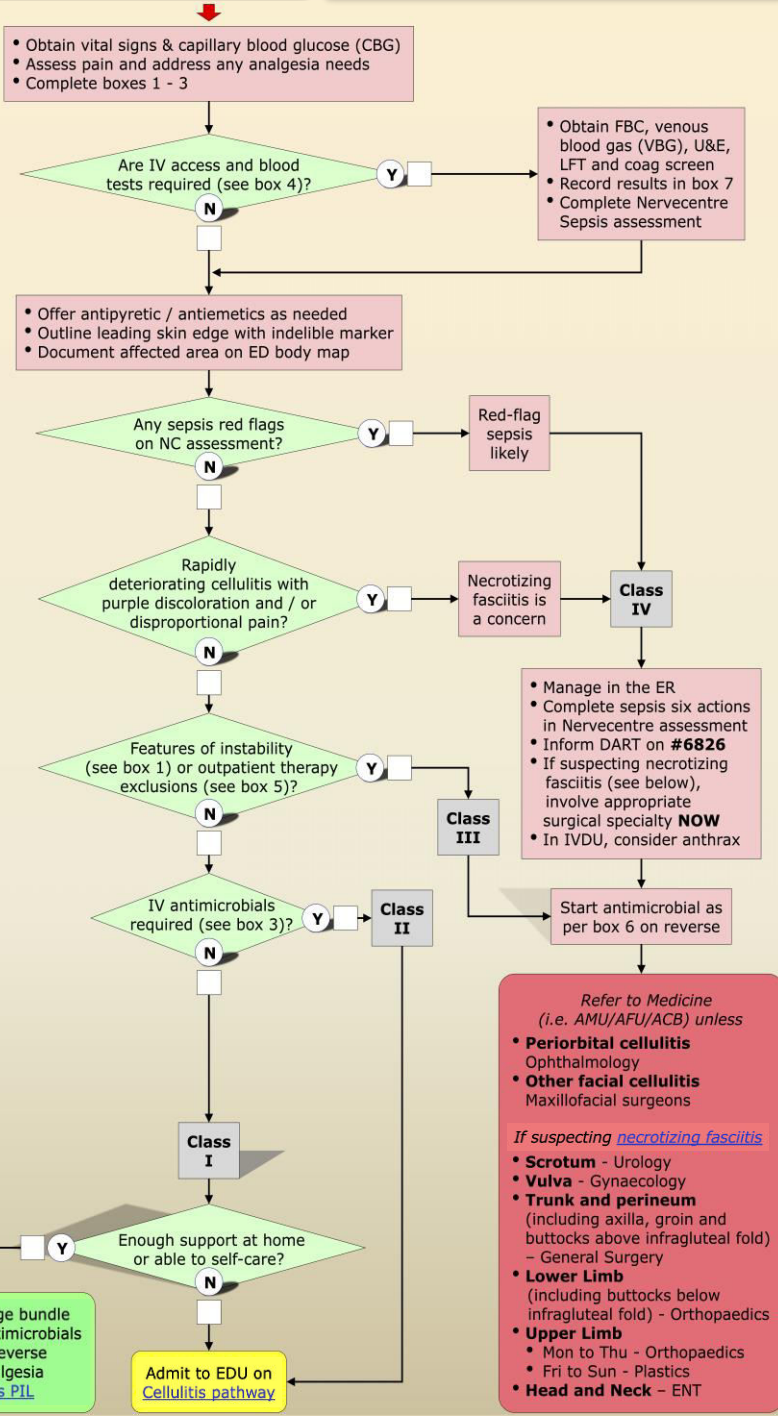 • Obtain vital signs & capillary blood glucose (CBG)
• Assess pain and address any analgesia needs
• Complete boxes 1 - 3
Are IV access and blood
tests required (see box 4)?
Y
N
• Obtain FBC, venous
blood gas (VBG), U&E,
LFT and coag screen
• Record results in box 7
• Complete Nervecentre
Sepsis assessment
• Offer antipyretic / antiemetics as needed
• Outline leading skin edge with indelible marker
• Document affected area on ED body map
Any sepsis red flags
on NC assessment?
Y
N
Red-flag
sepsis
likely
Rapidly
deteriorating cellulitis with
purple discoloration and / or
disproportional pain?
Y
N
Necrotizing
fasciitis is
a concern
Class
IV
• Manage in the ER
• Complete sepsis six actions
in Nervecentre assessment
• Inform DART on #6826
• If suspecting necrotizing
fasciitis (see below),
involve appropriate
surgical specialty NOW
• In IVDU, consider anthrax
Features of instability
(see box 1) or outpatient therapy
exclusions (see box 5)?
Y
N
Class
III
IV antimicrobials
required (see box 3)?
Y
N
Class
II
Start antimicrobial as
per box 6 on reverse
Refer to Medicine
(i.e. AMU/AFU/ACB) unless
• Periorbital cellulitis
Ophthalmology
• Other facial cellulitis
Maxillofacial surgeons
If suspecting necrotizing fasciitis
• Scrotum - Urology
• Vulva - Gynaecology
• Trunk and perineum
(including axilla, groin and
buttocks above infragluteal fold)
– General Surgery
• Lower Limb
(including buttocks below
infragluteal fold) - Orthopaedics
• Upper Limb
• Mon to Thu - Orthopaedics
• Fri to Sun - Plastics
• Head and Neck – ENT
Class
I
Enough support at home
or able to self-care?
Y
N
bundle
PIL
Admit to EDU on
Cellulitis pathway